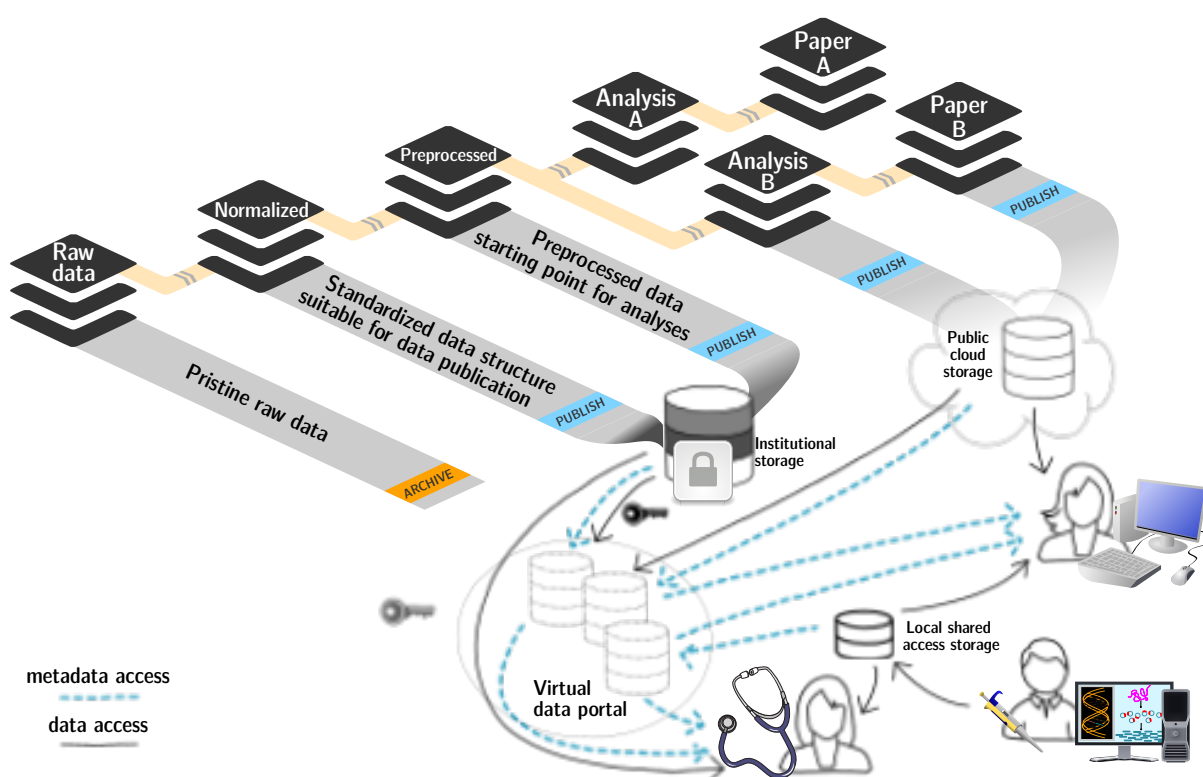 Paper
A
Analysis
A
Paper
B
Preprocessed
Analysis
B
Normalized
Raw
data
PUBLISH
PUBLISH
Preprocessed data
starting point for analyses
PUBLISH
Standardized data structure
suitable for data publication
PUBLISH
Pristine raw data
ARCHIVE
Public
cloud
storage
Institutional
storage
Local shared
access storage
Virtual
data portal
metadata access
data access